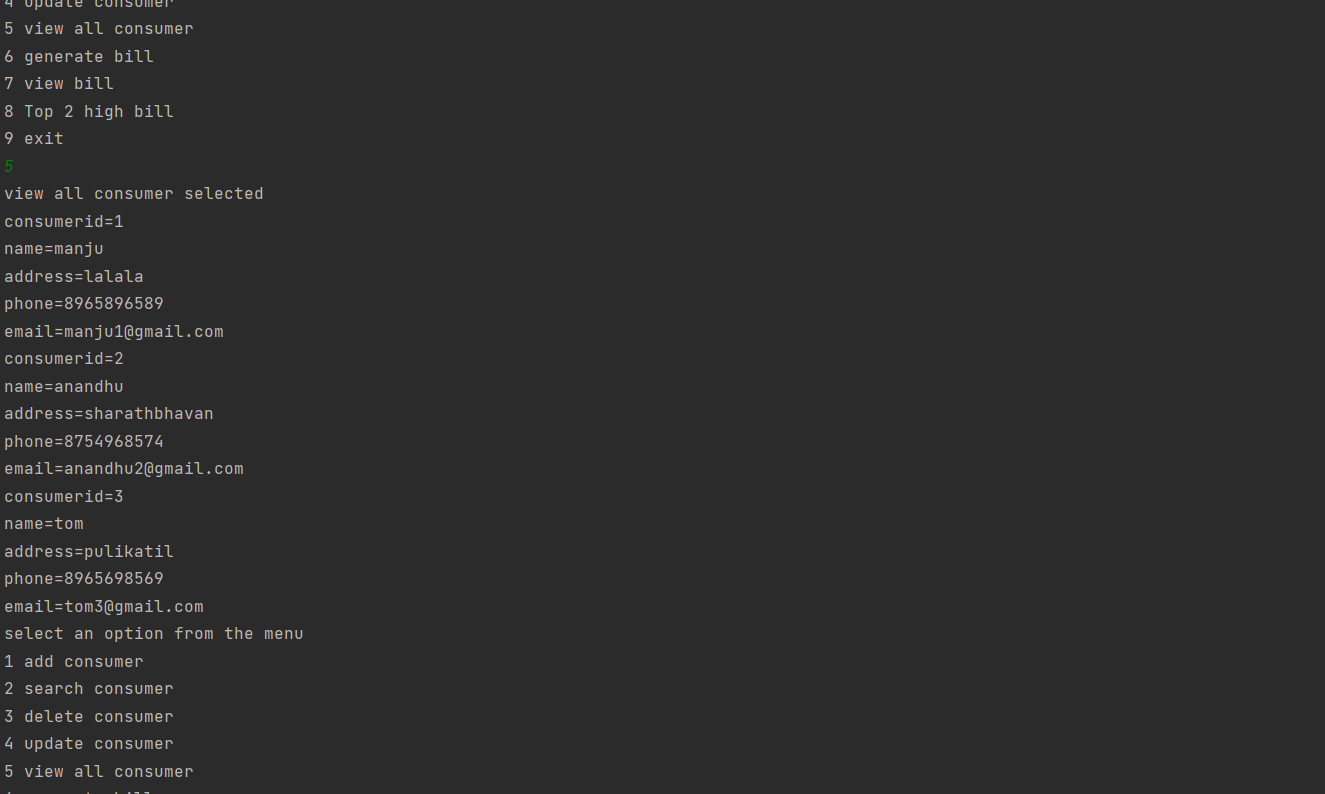 4 update consumer
5 view all consumer
6 generate bill
7 view bill
8 Top 2 high bill
9 exit
5
view all consumer selected
consumerid=1
name=manju
address=lalala
phone=8965896589
email=manju1@gmail.com
consumerid=2
name=anandhu
address=sharathbhavan
phone=8754968574
email=anandhu2@gmail.com
consumerid=3
name=tom
address=pulikatil
phone=8965698569
email=tom3@gmail.com
select an option from the menu
1 add consumer
2 search consumer
3 delete consumer
4 update consumer
5 view all consumer